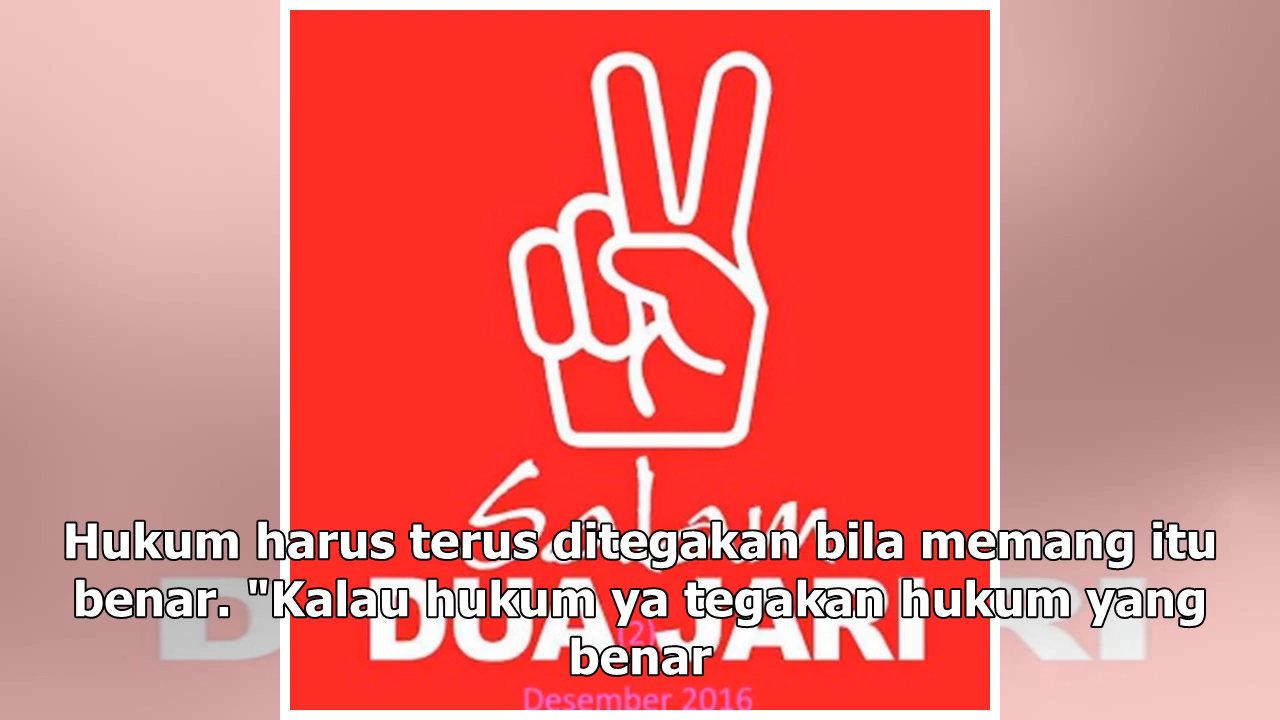 Salam
Hukum harus terus ditegakan bila memang itu
benar. "Kalau hukum ya tegakan hukum yang
DUA JARI
(2)
benar
Desember 2016